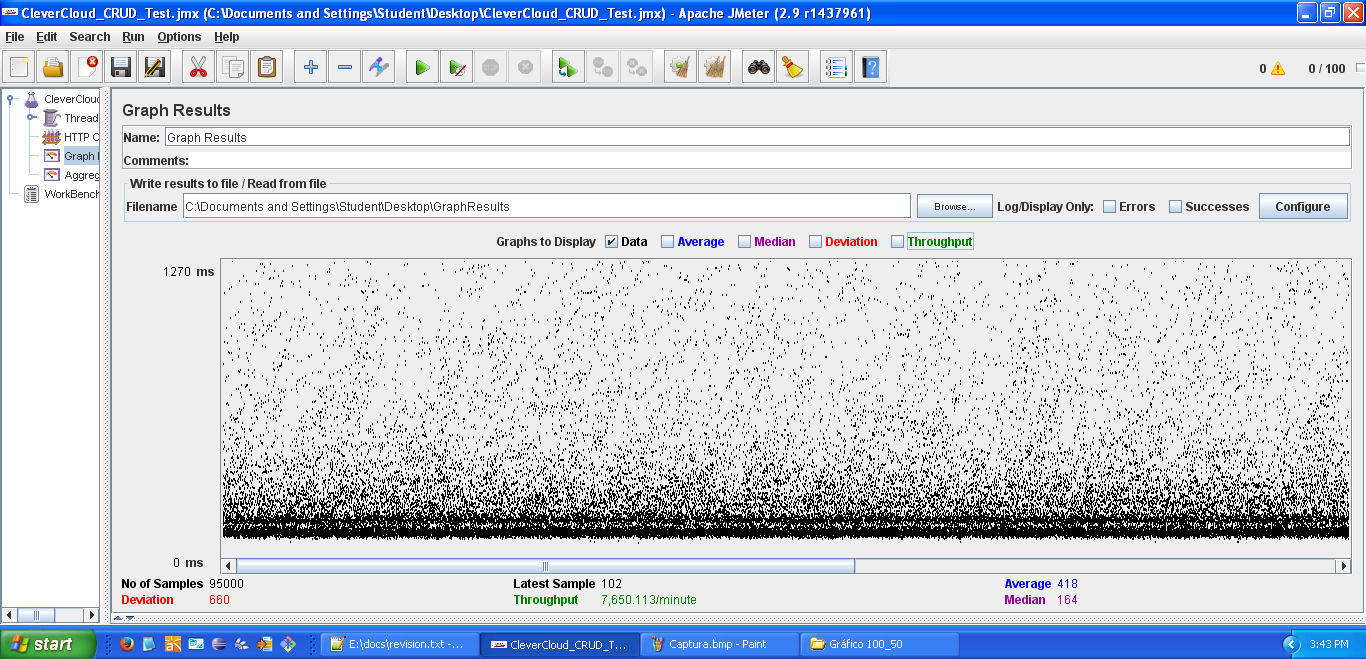 CleverCloud_CRUD_Test.jmx (C:\Documents and Settings\Student\Desktop\CleverCloud_CRUD_Test.jmx) - Apache JMeter (2.9 r1437961)
File Edit Search Run Options Help
0 0 / 100
CleverCloud
Thread
HTTP C
Graph
Aggreg
WorkBench
Graph Results
Name: Graph Results
Comments:
Write results to file / Read from file
Filename C:\Documents and Settings\Student\Desktop\GraphResults Browse... Log/Display Only: Errors Successes Configure
Graphs to Display Data Average Median Deviation Throughput
1270 ms
0 ms
No of Samples 95000 Latest Sample 102 Average 418
Deviation 660 Throughput 7,650.113/minute Median 164
start E:\docs\revision.txt -... CleverCloud_CRUD_T... Captura.bmp - Paint Gráfico 100_50 3:43 PM